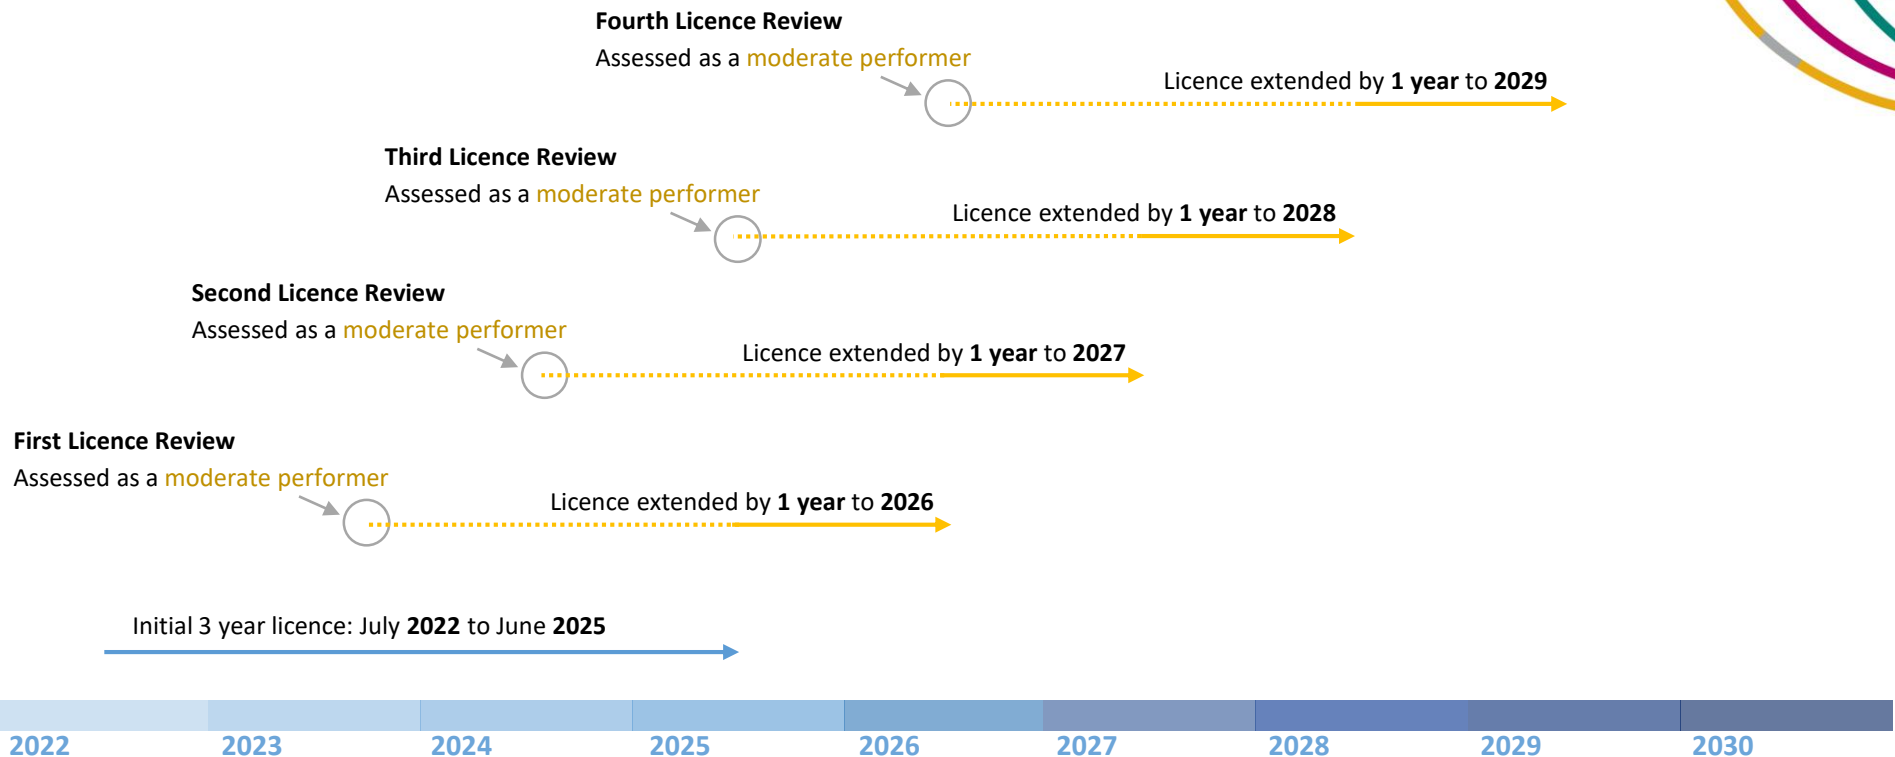 Fourth Licence Review
Assessed as a moderate performer
Licence extended by 1 year to 2029
Third Licence Review
Assessed as a moderate performer
Licence extended by 1 year to 2028
Second Licence Review
Assessed as a moderate performer
Licence extended by 1 year to 2027
First Licence Review
Assessed as a moderate performer
Licence extended by 1 year to 2026
Initial 3 year licence: July 2022 to June 2025
2022 2023 2024 2025 2026 2027 2028 2029 2030